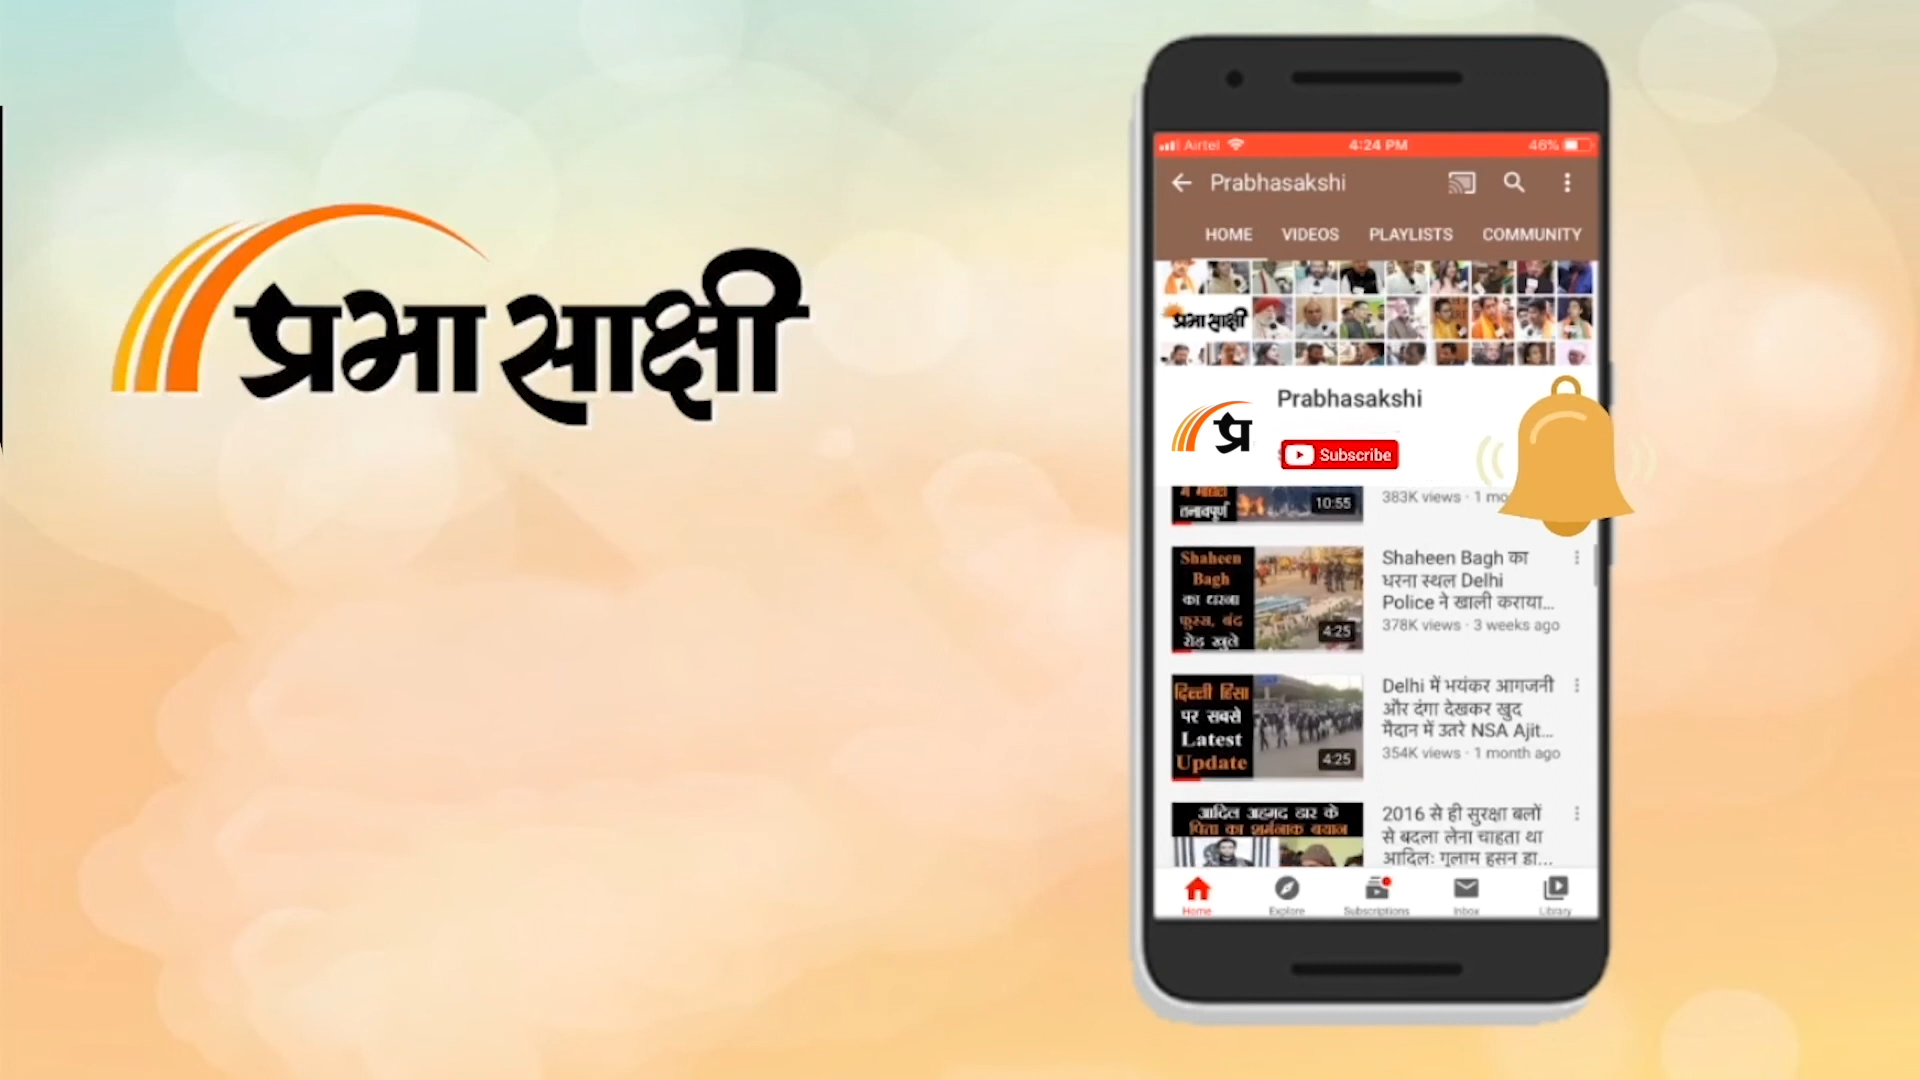 प्रभा साक्षी
Airtel 4:24 PM 46%
Prabhasakshi
HOME VIDEOS PLAYLISTS COMMUNITY
प्रभा साक्षी
Prabhasakshi
प्र
Subscribe
तनावपूर्ण
10:55
383K views · 1 mo
Shaheen
Bagh
का धरना
फुस्स, बंद
रोड़ खुले
4:25
Shaheen Bagh का
धरना स्थल Delhi
Police ने खाली कराया...
378K views · 3 weeks ago
दिल्ली हिंसा
पर सबसे
Latest
Update
4:25
Delhi में भयंकर आगजनी
और दंगा देखकर खुद
मैदान में उतरे NSA Ajit...
354K views · 1 month ago
आदिल अहमद डार के
पिता का शर्मनाक बयान
2016 से ही सुरक्षा बलों
से बदला लेना चाहता था
आदिलः गुलाम हसन डा...
Home Explore Subscriptions Inbox Library